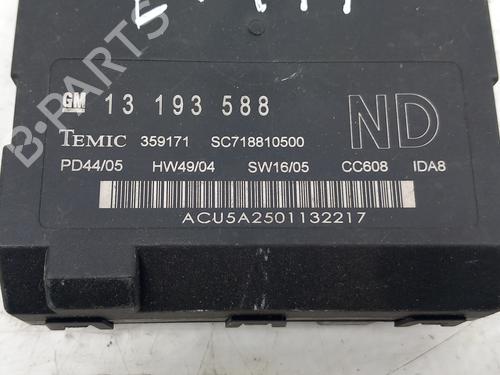 GM 13 193 588
ND
TEMIC 359171 SC718810500
PD44/05 HW49/04 SW16/05 CC608 IDA8
ACU5A2501132217
B-PARTS